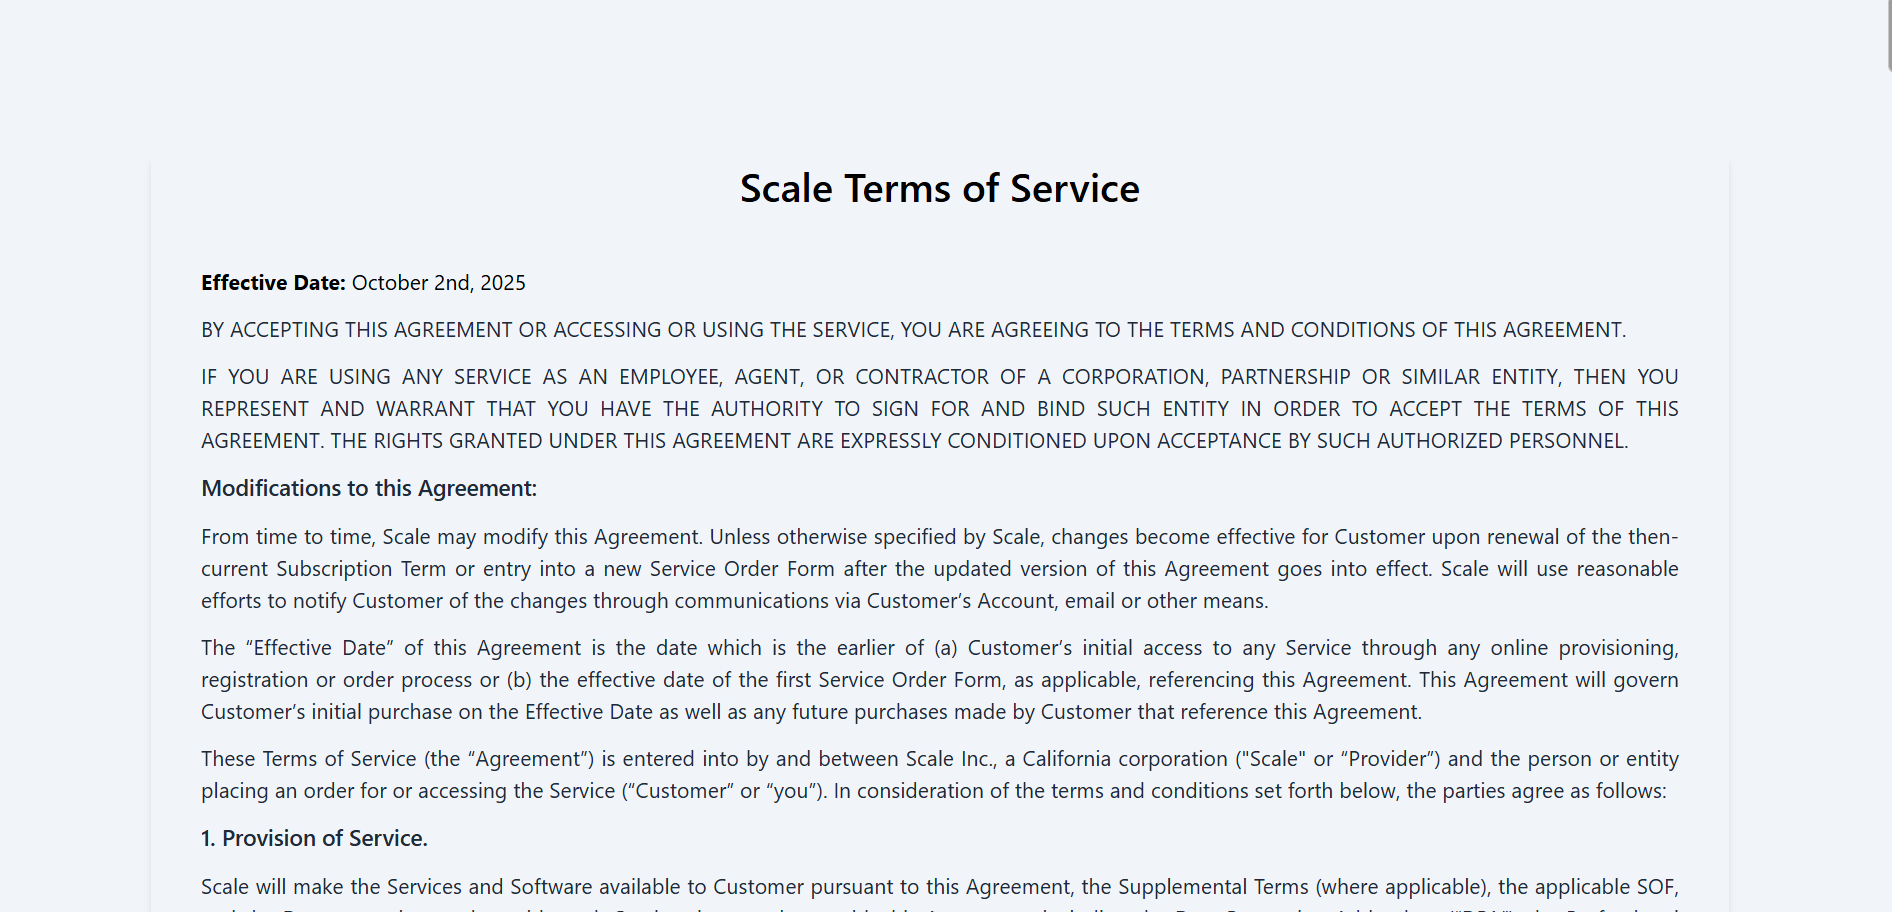 Scale Terms of Service
Effective Date: October 2nd, 2025
BY ACCEPTING THIS AGREEMENT OR ACCESSING OR USING THE SERVICE, YOU ARE AGREEING TO THE TERMS AND CONDITIONS OF THIS AGREEMENT.
IF YOU ARE USING ANY SERVICE AS AN EMPLOYEE, AGENT, OR CONTRACTOR OF A CORPORATION, PARTNERSHIP OR SIMILAR ENTITY, THEN YOU
REPRESENT AND WARRANT THAT YOU HAVE THE AUTHORITY TO SIGN FOR AND BIND SUCH ENTITY IN ORDER TO ACCEPT THE TERMS OF THIS
AGREEMENT. THE RIGHTS GRANTED UNDER THIS AGREEMENT ARE EXPRESSLY CONDITIONED UPON ACCEPTANCE BY SUCH AUTHORIZED PERSONNEL.
Modifications to this Agreement:
From time to time, Scale may modify this Agreement. Unless otherwise specified by Scale, changes become effective for Customer upon renewal of the then-
current Subscription Term or entry into a new Service Order Form after the updated version of this Agreement goes into effect. Scale will use reasonable
efforts to notify Customer of the changes through communications via Customer’s Account, email or other means.
The “Effective Date” of this Agreement is the date which is the earlier of (a) Customer’s initial access to any Service through any online provisioning,
registration or order process or (b) the effective date of the first Service Order Form, as applicable, referencing this Agreement. This Agreement will govern
Customer’s initial purchase on the Effective Date as well as any future purchases made by Customer that reference this Agreement.
These Terms of Service (the “Agreement”) is entered into by and between Scale Inc., a California corporation ("Scale" or “Provider”) and the person or entity
placing an order for or accessing the Service (“Customer” or “you”). In consideration of the terms and conditions set forth below, the parties agree as follows:
1. Provision of Service.
Scale will make the Services and Software available to Customer pursuant to this Agreement, the Supplemental Terms (where applicable), the applicable SOF,